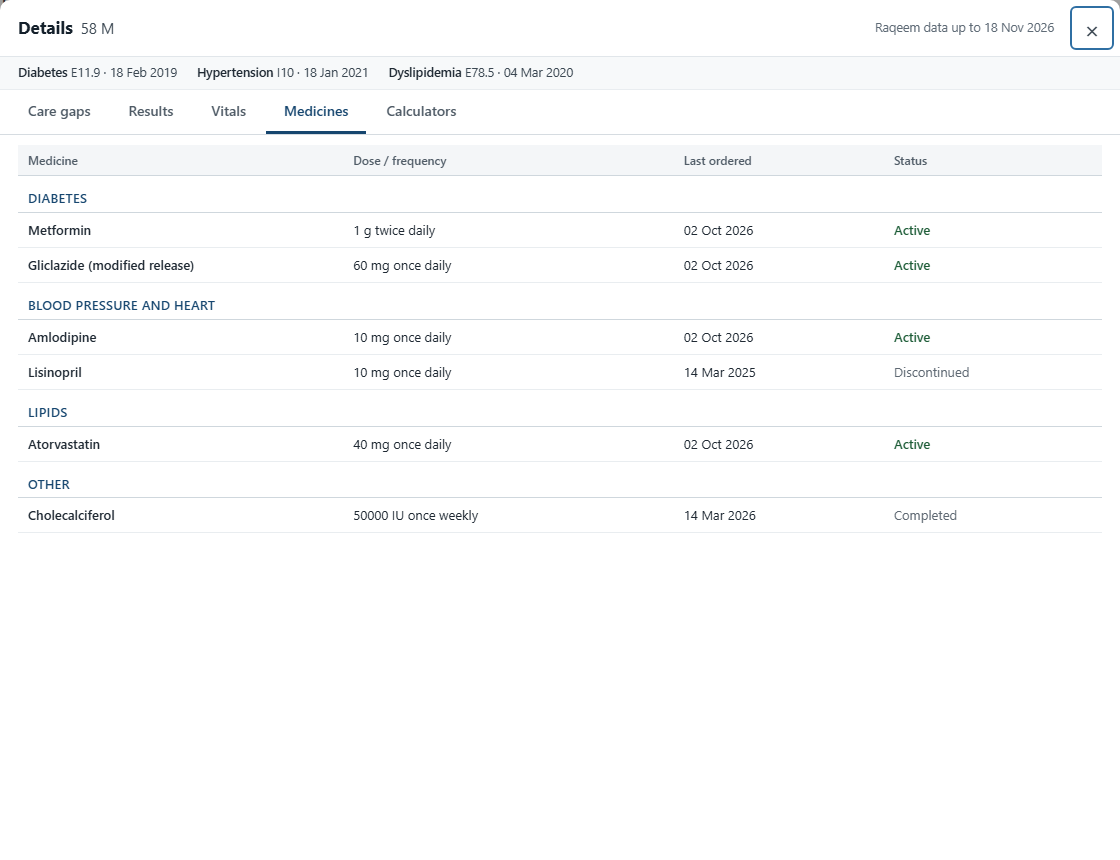 Details 58 M Raqeem data up to 18 Nov 2026 ×
Diabetes E11.9 · 18 Feb 2019 Hypertension I10 · 18 Jan 2021 Dyslipidemia E78.5 · 04 Mar 2020
Care gaps Results Vitals Medicines Calculators
Medicine Dose / frequency Last ordered Status
DIABETES
Metformin 1 g twice daily 02 Oct 2026 Active
Gliclazide (modified release) 60 mg once daily 02 Oct 2026 Active
BLOOD PRESSURE AND HEART
Amlodipine 10 mg once daily 02 Oct 2026 Active
Lisinopril 10 mg once daily 14 Mar 2025 Discontinued
LIPIDS
Atorvastatin 40 mg once daily 02 Oct 2026 Active
OTHER
Cholecalciferol 50000 IU once weekly 14 Mar 2026 Completed